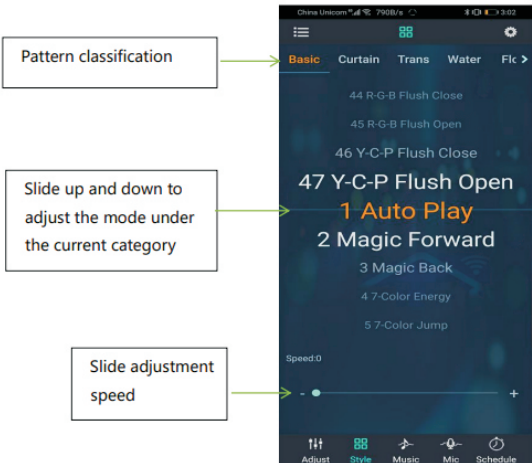 China Unicom 790B/s 3:02
Basic Curtain Trans Water Flc
Pattern classification
44 R-G-B Flush Close
45 R-G-B Flush Open
46 Y-C-P Flush Close
47 Y-C-P Flush Open
Slide up and down to
adjust the mode under
the current category
1 Auto Play
2 Magic Forward
3 Magic Back
4 7-Color Energy
5 7-Color Jump
Speed:0
Slide adjustment
speed
- +
Adjust Style Music Mic Schedule